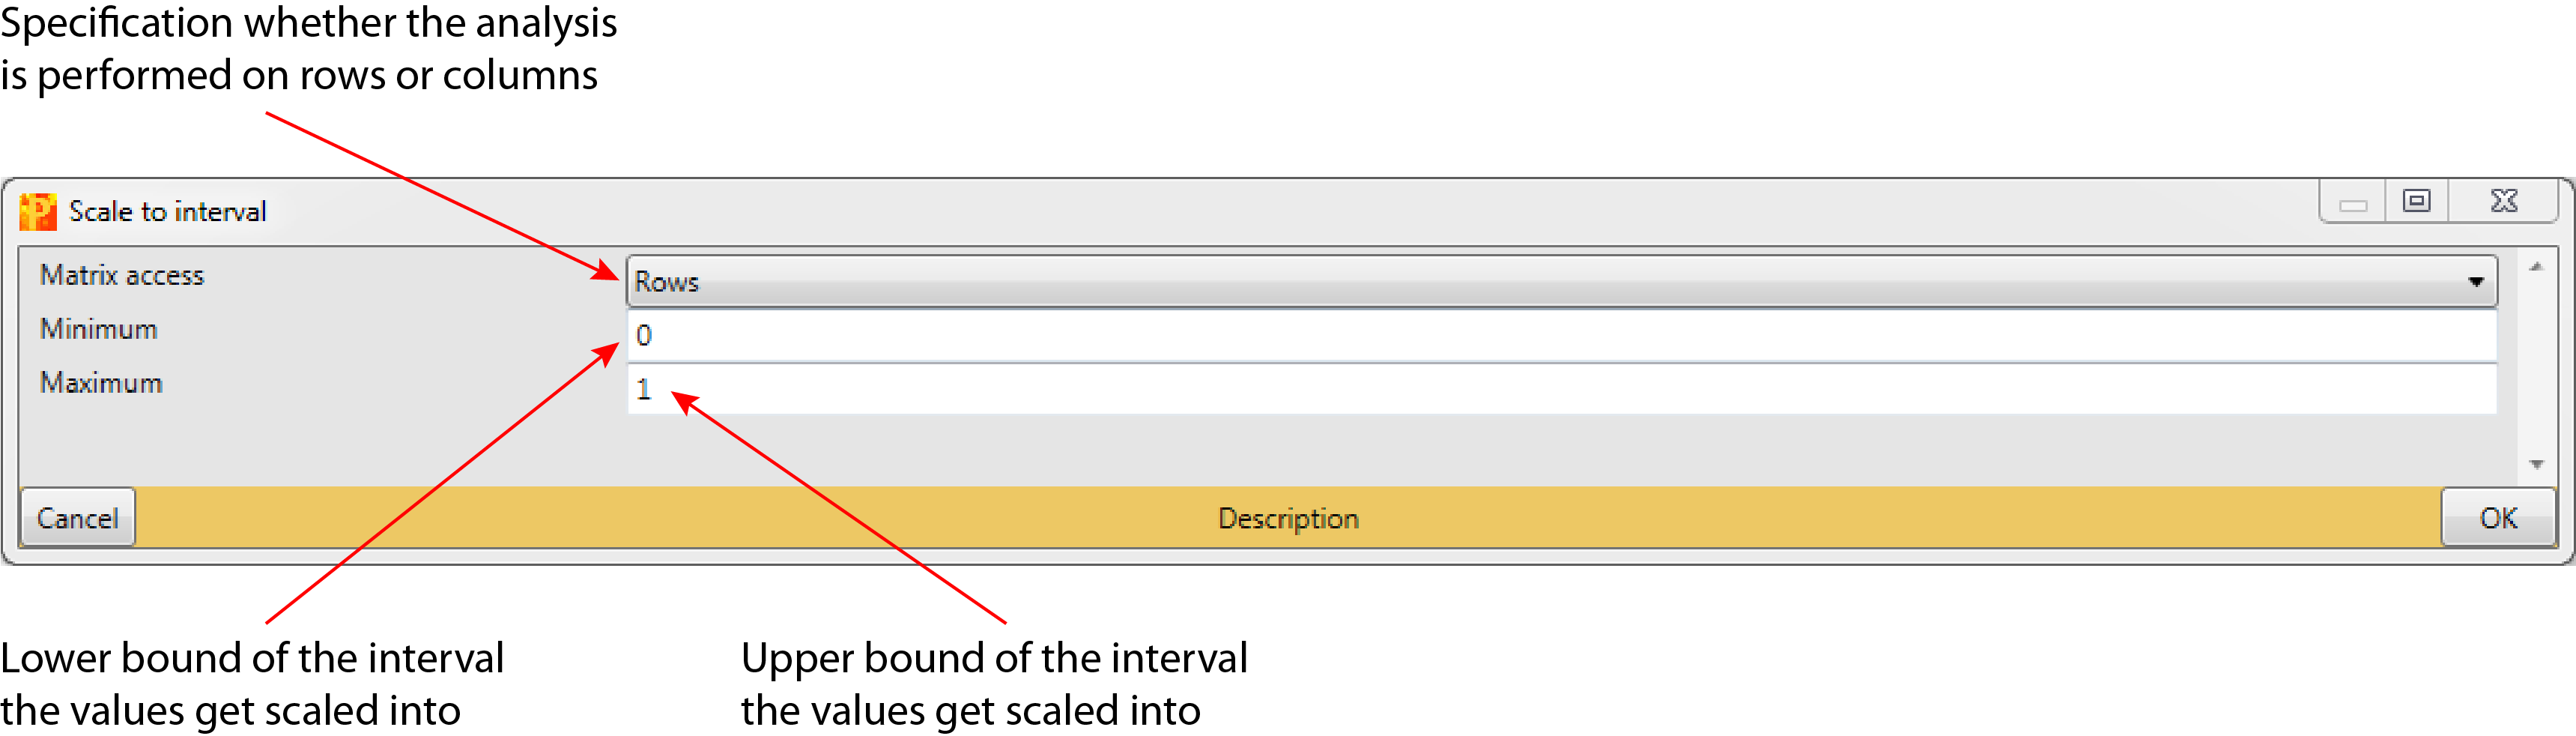 Specification whether the analysis
is performed on rows or columns
Scale to interval
Matrix access
Rows
Minimum
0
Maximum
1
Cancel
Description
OK
Lower bound of the interval
the values get scaled into
Upper bound of the interval
the values get scaled into